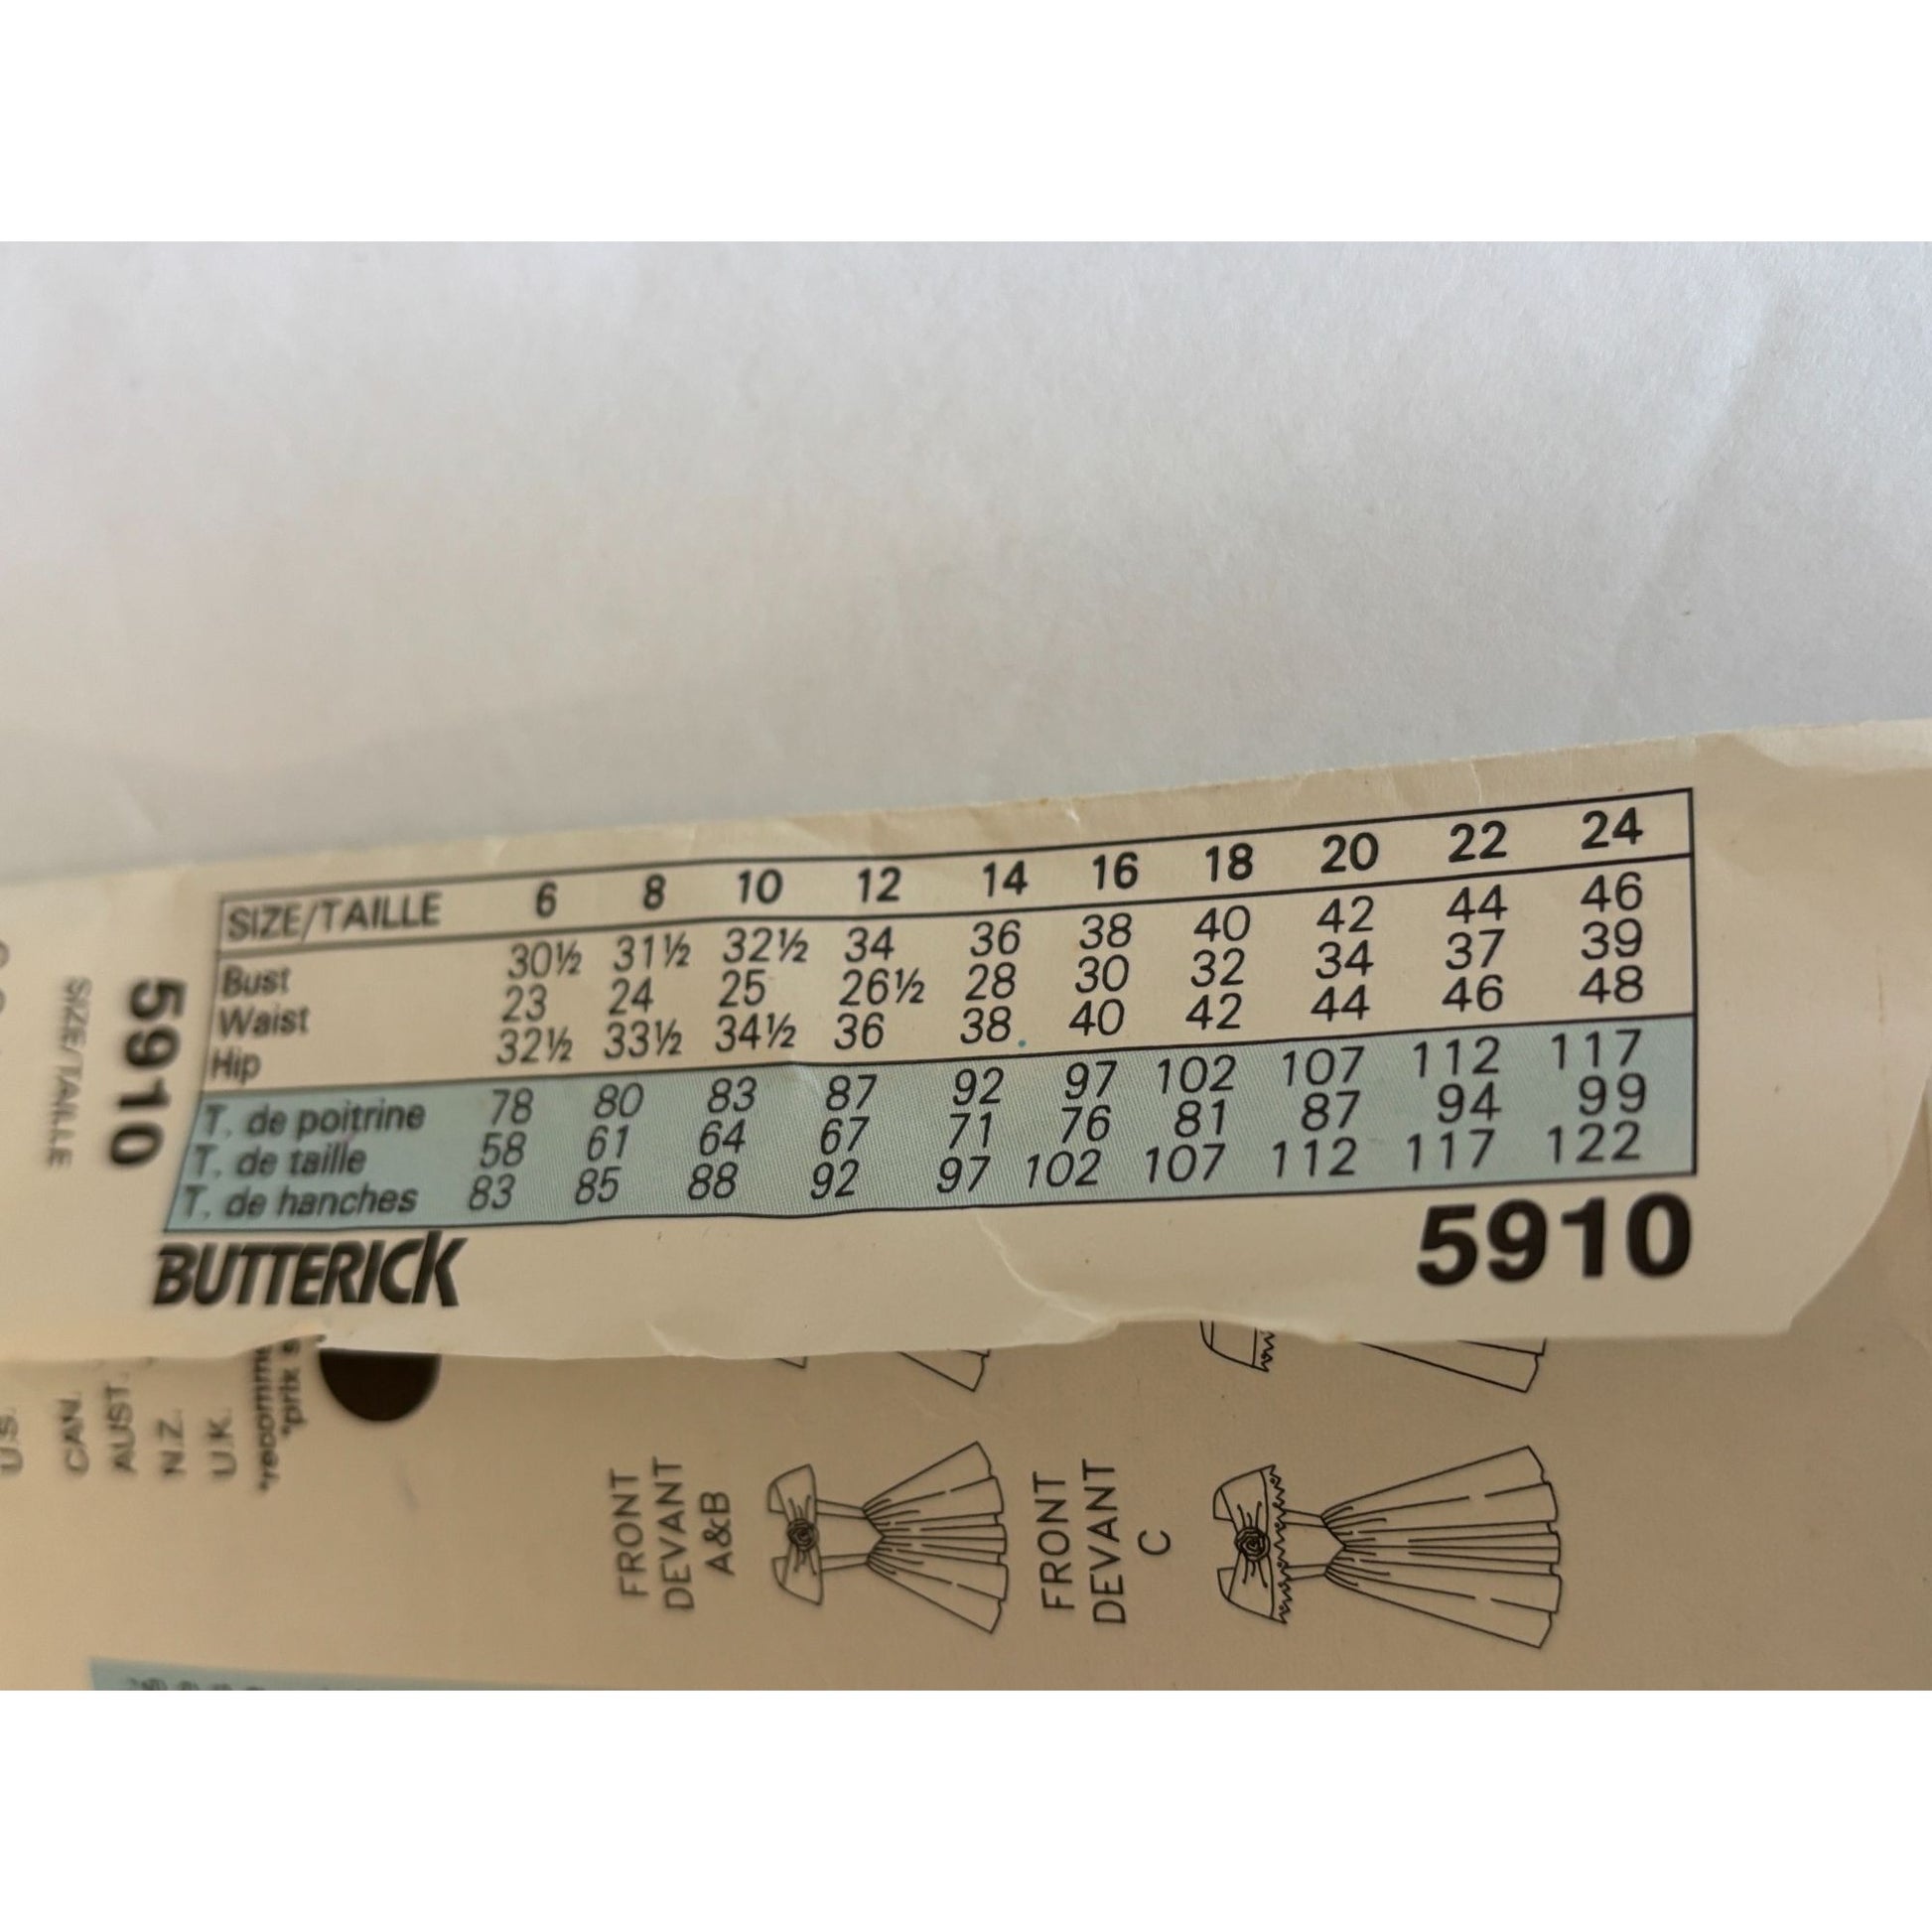 SIZE/TAILLE 6 8 10 12 14 16 18 20 22 24
Bust 30½ 31½ 32½ 34 36 38 40 42 44 46
Waist 23 24 25 26½ 28 30 32 34 37 39
Hip 32½ 33½ 34½ 36 38 40 42 44 46 48
T. de poitrine 78 80 83 87 92 97 102 107 112 117
T. de taille 58 61 64 67 71 76 81 87 94 99
T. de hanches 83 85 88 92 97 102 107 112 117 122
BUTTERICK 5910
5910
SIZE/TAILLE
U.S.
CAN.
AUST.
N.Z.
U.K.
*recomme
*prix s
FRONT
DEVANT
A&B
FRONT
DEVANT
C